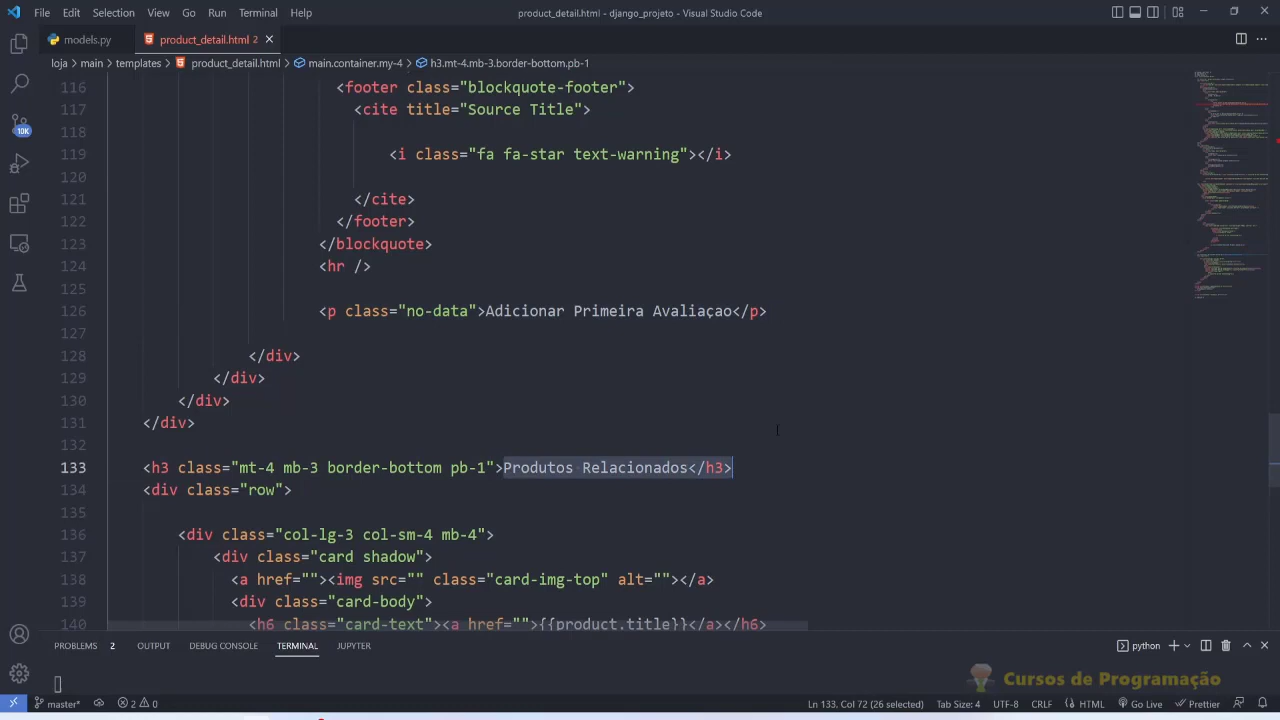 File Edit Selection View Go Run Terminal Help product_detail.html - django_projeto - Visual Studio Code
models.py product_detail.html 2
loja > main > templates > product_detail.html > main.container.my-4 > h3.mt-4.mb-3.border-bottom.pb-1
116 <footer class="blockquote-footer">
117 <cite title="Source Title">
118
119 <i class="fa fa-star text-warning"></i>
120
121 </cite>
122 </footer>
123 </blockquote>
124 <hr />
125
126 <p class="no-data">Adicionar Primeira Avaliaçao</p>
127
128 </div>
129 </div>
130 </div>
131 </div>
132
133 <h3 class="mt-4 mb-3 border-bottom pb-1">Produtos Relacionados</h3>
134 <div class="row">
135
136 <div class="col-lg-3 col-sm-4 mb-4">
137 <div class="card shadow">
138 <a href=""><img src="" class="card-img-top" alt=""></a>
139 <div class="card-body">
140 <h6 class="card-text"><a href="">{{product.title}}</a></h6>
10K
PROBLEMS 2 OUTPUT DEBUG CONSOLE TERMINAL JUPYTER python
Cursos de Programação
master* 2 0 Ln 133, Col 72 (26 selected) Tab Size: 4 UTF-8 CRLF HTML Go Live Prettier